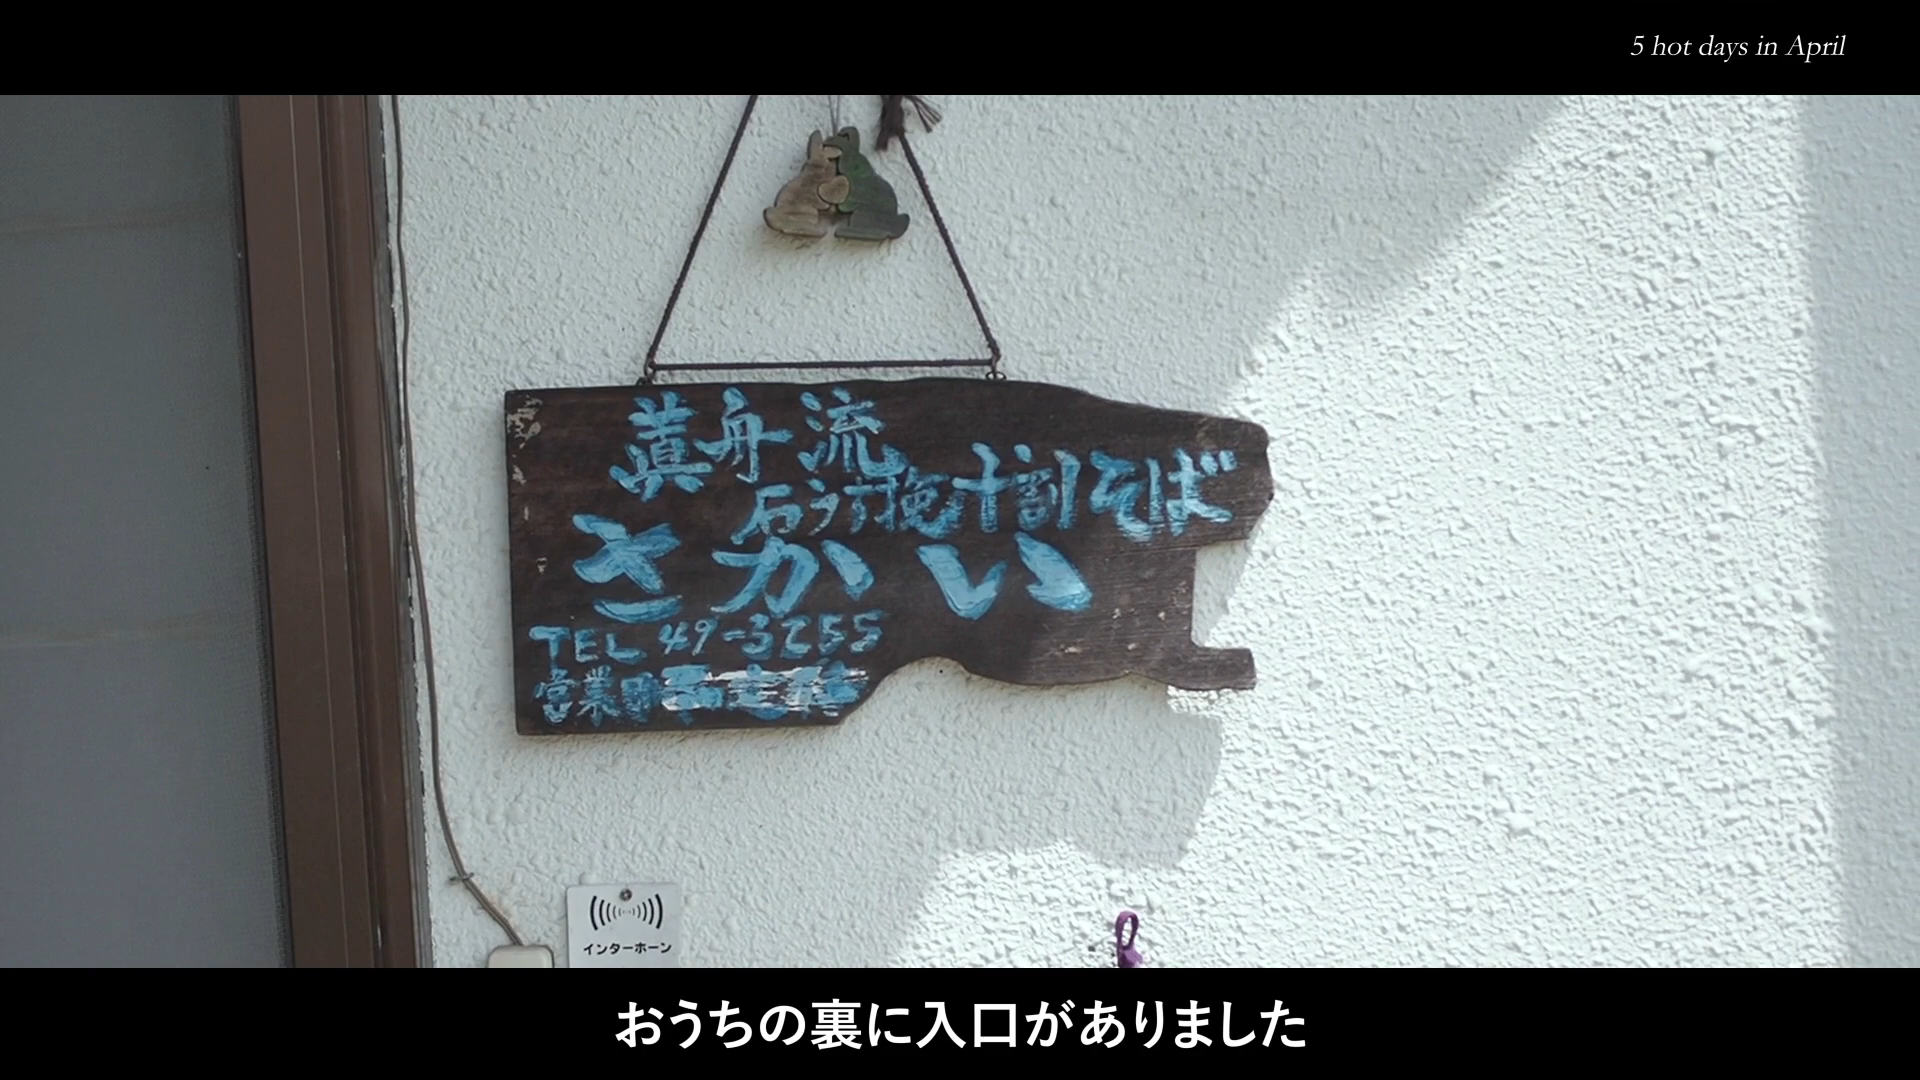 5 hot days in April
眞舟流
石うす挽十割そば
さかい
TEL 49-3255
営業日
インターホーン
おうちの裏に入口がありました